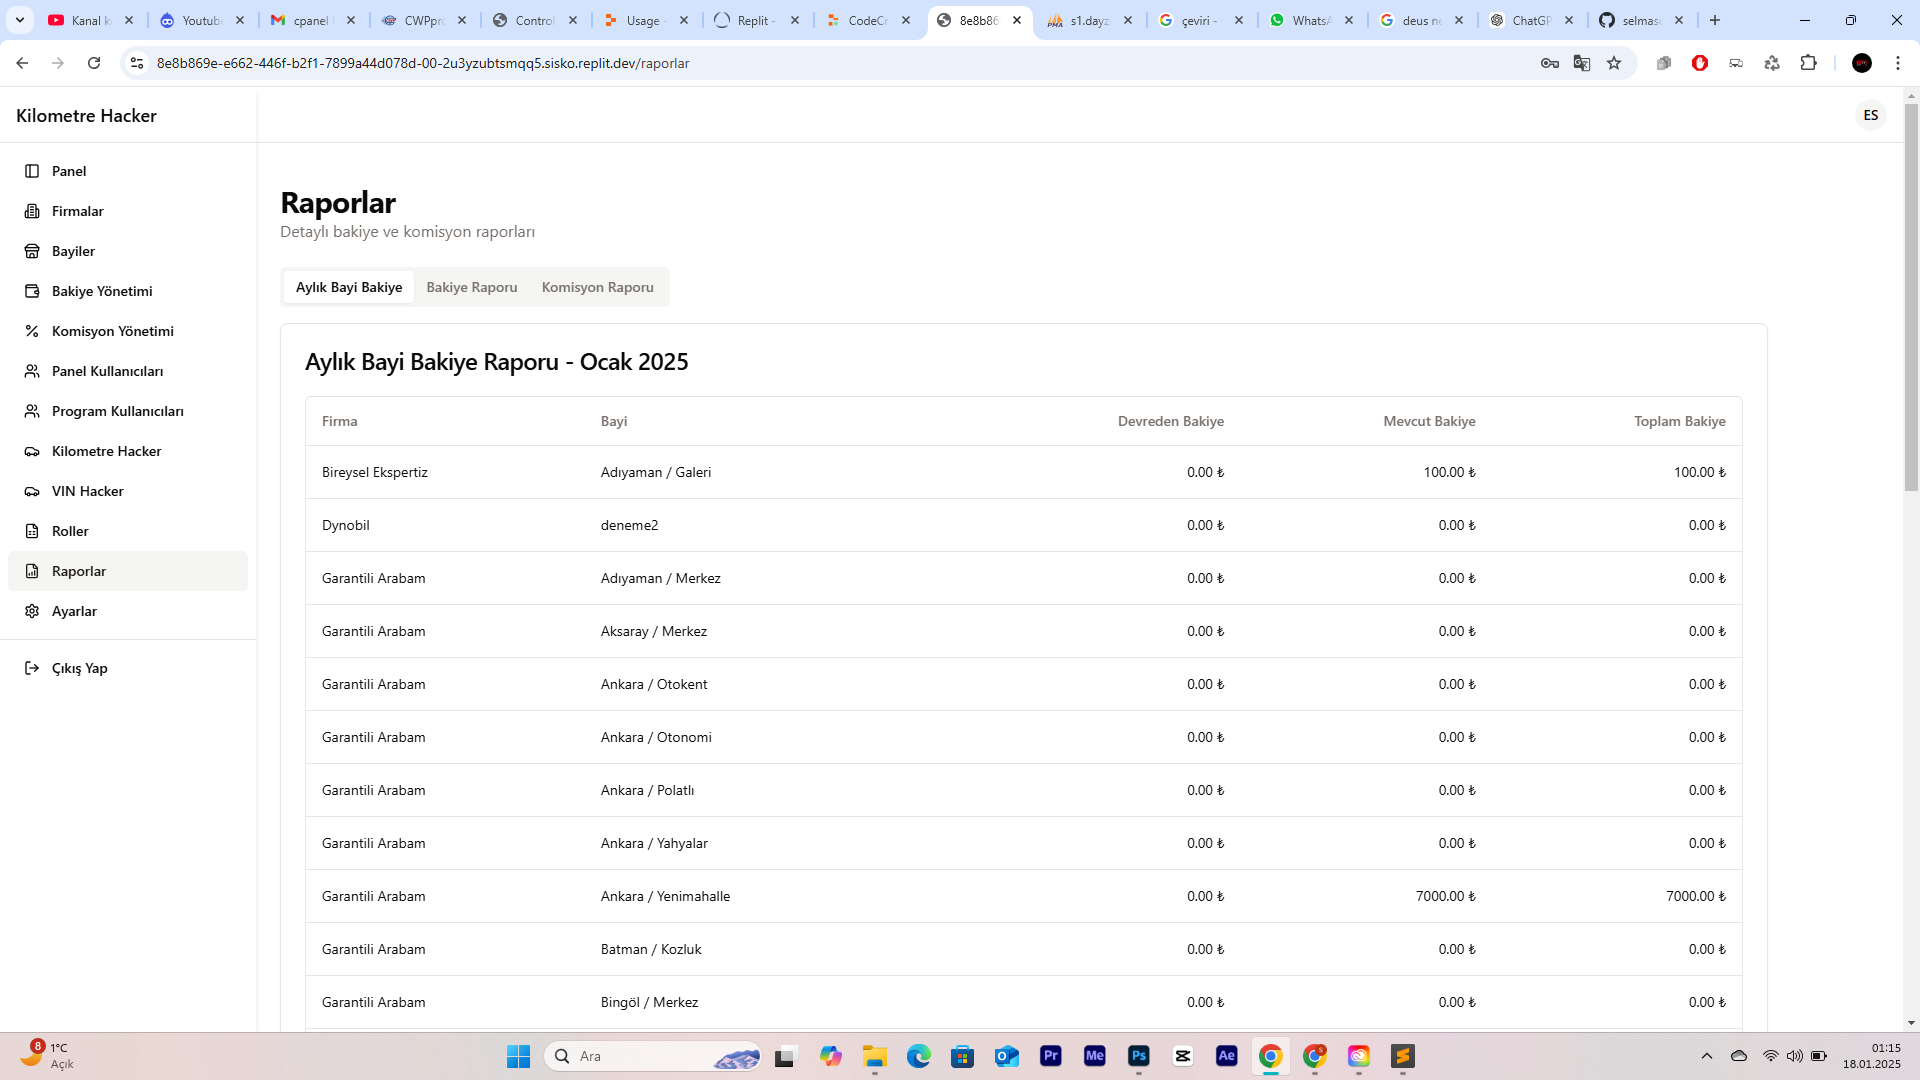 Kanal k
Youtub
cpanel
CWPpr
Control
Usage -
Replit -
CodeCr
8e8b86
s1.dayz
çeviri -
WhatsA
deus ne
ChatGP
selmas
8e8b869e-e662-446f-b2f1-7899a44d078d-00-2u3yzubtsmqq5.sisko.replit.dev/raporlar
Kilometre Hacker
ES
Panel
Firmalar
Bayiler
Bakiye Yönetimi
Komisyon Yönetimi
Panel Kullanıcıları
Program Kullanıcıları
Kilometre Hacker
VIN Hacker
Roller
Raporlar
Ayarlar
Çıkış Yap
Raporlar
Detaylı bakiye ve komisyon raporları
Aylık Bayi Bakiye Bakiye Raporu Komisyon Raporu
Aylık Bayi Bakiye Raporu - Ocak 2025
Firma Bayi Devreden Bakiye Mevcut Bakiye Toplam Bakiye
Bireysel Ekspertiz Adıyaman / Galeri 0.00 ₺ 100.00 ₺ 100.00 ₺
Dynobil deneme2 0.00 ₺ 0.00 ₺ 0.00 ₺
Garantili Arabam Adıyaman / Merkez 0.00 ₺ 0.00 ₺ 0.00 ₺
Garantili Arabam Aksaray / Merkez 0.00 ₺ 0.00 ₺ 0.00 ₺
Garantili Arabam Ankara / Otokent 0.00 ₺ 0.00 ₺ 0.00 ₺
Garantili Arabam Ankara / Otonomi 0.00 ₺ 0.00 ₺ 0.00 ₺
Garantili Arabam Ankara / Polatlı 0.00 ₺ 0.00 ₺ 0.00 ₺
Garantili Arabam Ankara / Yahyalar 0.00 ₺ 0.00 ₺ 0.00 ₺
Garantili Arabam Ankara / Yenimahalle 0.00 ₺ 7000.00 ₺ 7000.00 ₺
Garantili Arabam Batman / Kozluk 0.00 ₺ 0.00 ₺ 0.00 ₺
Garantili Arabam Bingöl / Merkez 0.00 ₺ 0.00 ₺ 0.00 ₺
8
1°C
Açık
Ara
Pr
Me
Ps
Ae
01:15
18.01.2025